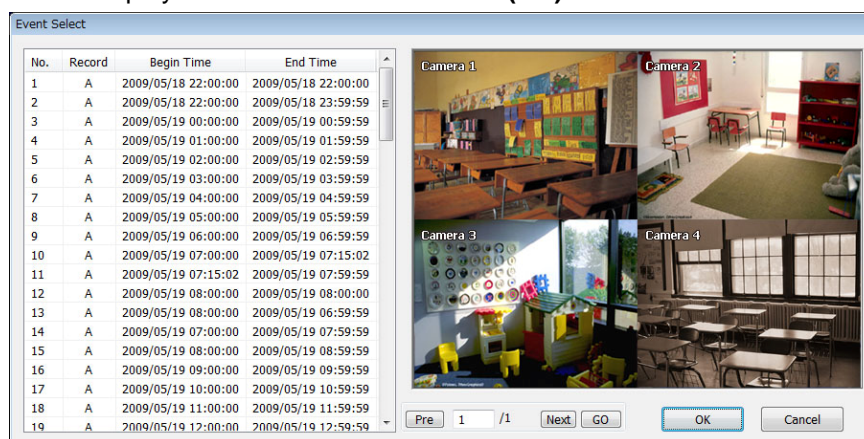 Event Select
No. Record Begin Time End Time
1 A 2009/05/18 22:00:00 2009/05/18 22:00:00
2 A 2009/05/18 22:00:00 2009/05/18 23:59:59
3 A 2009/05/19 00:00:00 2009/05/19 00:59:59
4 A 2009/05/19 01:00:00 2009/05/19 01:59:59
5 A 2009/05/19 02:00:00 2009/05/19 02:59:59
6 A 2009/05/19 03:00:00 2009/05/19 03:59:59
7 A 2009/05/19 04:00:00 2009/05/19 04:59:59
8 A 2009/05/19 05:00:00 2009/05/19 05:59:59
9 A 2009/05/19 06:00:00 2009/05/19 06:59:59
10 A 2009/05/19 07:00:00 2009/05/19 07:15:02
11 A 2009/05/19 07:15:02 2009/05/19 07:59:59
12 A 2009/05/19 08:00:00 2009/05/19 08:00:00
13 A 2009/05/19 08:00:00 2009/05/19 06:59:59
14 A 2009/05/19 07:00:00 2009/05/19 07:59:59
15 A 2009/05/19 08:00:00 2009/05/19 08:59:59
16 A 2009/05/19 09:00:00 2009/05/19 09:59:59
17 A 2009/05/19 10:00:00 2009/05/19 10:59:59
18 A 2009/05/19 11:00:00 2009/05/19 11:59:59
19 A 2009/05/19 12:00:00 2009/05/19 12:59:59
Camera 1
Camera 2
Camera 3
Camera 4
Pre 1 /1 Next GO OK Cancel